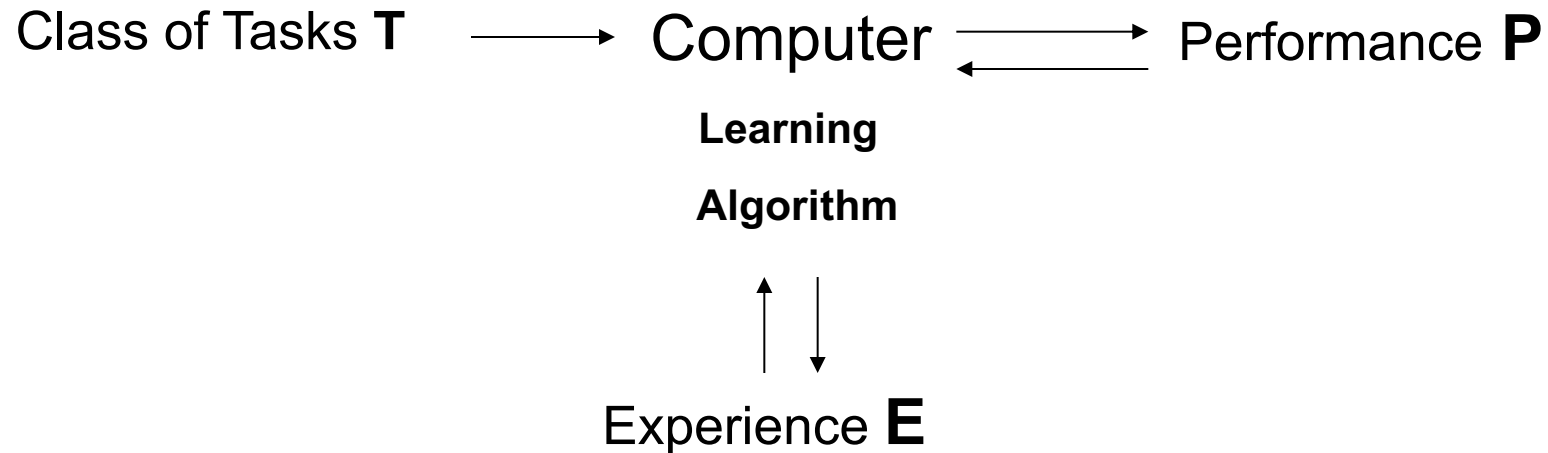 Class of Tasks T
Computer
Performance P
Learning
Algorithm
Experience E